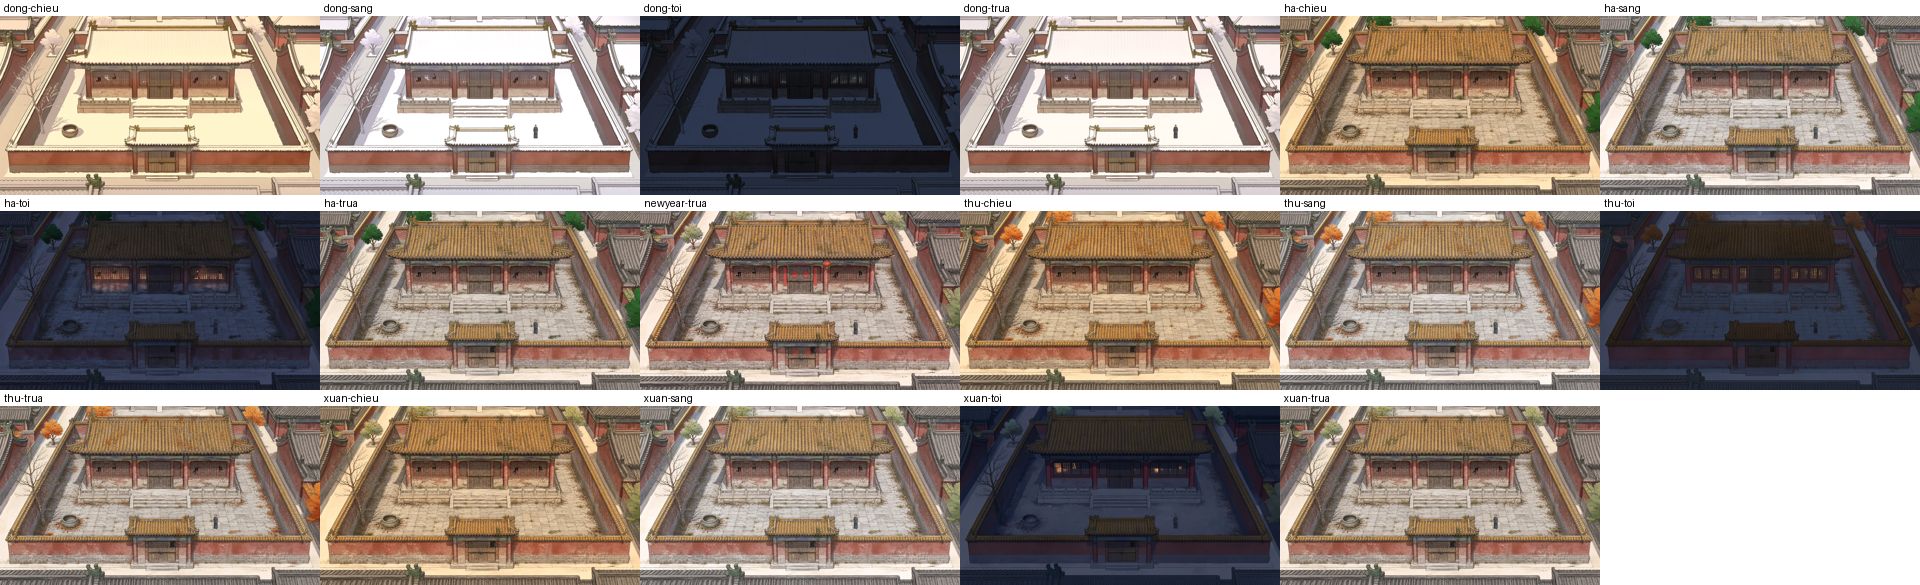 dong-chieu
dong-sang
dong-toi
dong-trua
ha-chieu
ha-sang
ha-toi
ha-trua
newyear-trua
thu-chieu
thu-sang
thu-toi
thu-trua
xuan-chieu
xuan-sang
xuan-toi
xuan-trua